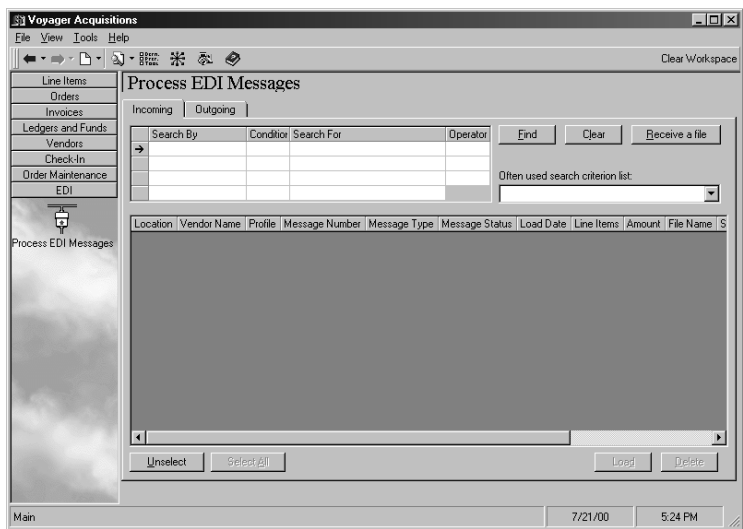 Voyager Acquisitions
File View Tools Help
Clear Workspace
Line Items
Orders
Invoices
Ledgers and Funds
Vendors
Check-In
Order Maintenance
EDI
Process EDI Messages
Process EDI Messages
Incoming Outgoing
Search By Condition Search For Operator
Find Clear Receive a file
Often used search criterion list:
Location Vendor Name Profile Message Number Message Type Message Status Load Date Line Items Amount File Name S
Unselect Select All Load Delete
Main 7/21/00 5:24 PM